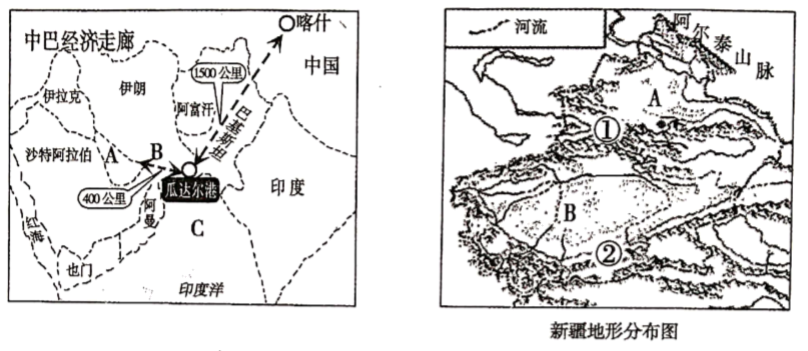 中巴经济走廊
喀什
中国
1500公里
伊朗
伊拉克
阿富汗
巴基斯坦
沙特阿拉伯
A
B
400公里
瓜达尔港
印度
阿曼
C
红海
也门
印度洋
河流
阿尔泰山脉
A
①
B
②
新疆地形分布图